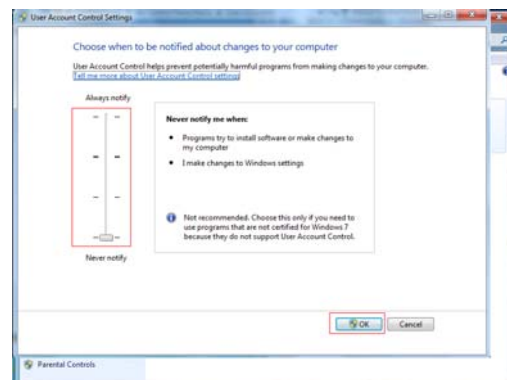 User Account Control Settings
Choose when to be notified about changes to your computer
User Account Control helps prevent potentially harmful programs from making changes to your computer.
Tell me more about User Account Control settings
Always notify
Never notify me when:
Programs try to install software or make changes to
my computer
I make changes to Windows settings
Not recommended. Choose this only if you need to
use programs that are not certified for Windows 7
because they do not support User Account Control.
Never notify
OK
Cancel
Parental Controls